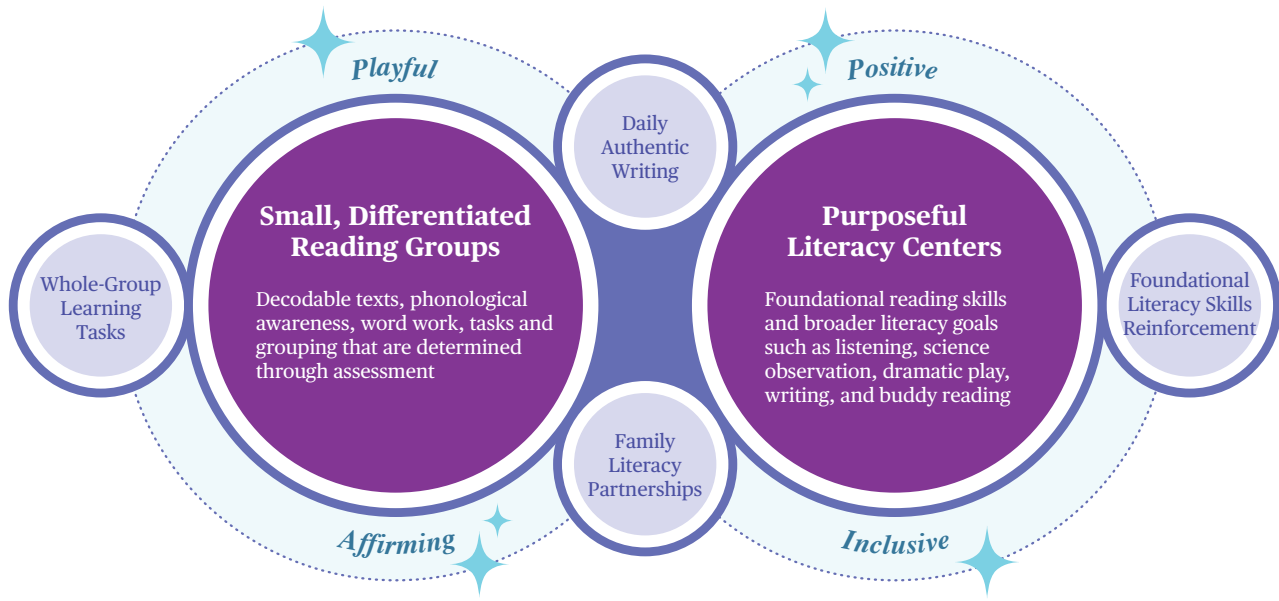 Playful
Positive
Daily
Authentic
Writing
Whole-Group
Learning
Tasks
Small, Differentiated
Reading Groups
Decodable texts, phonological
awareness, word work, tasks and
grouping that are determined
through assessment
Purposeful
Literacy Centers
Foundational reading skills
and broader literacy goals
such as listening, science
observation, dramatic play,
writing, and buddy reading
Foundational
Literacy Skills
Reinforcement
Family
Literacy
Partnerships
Affirming
Inclusive